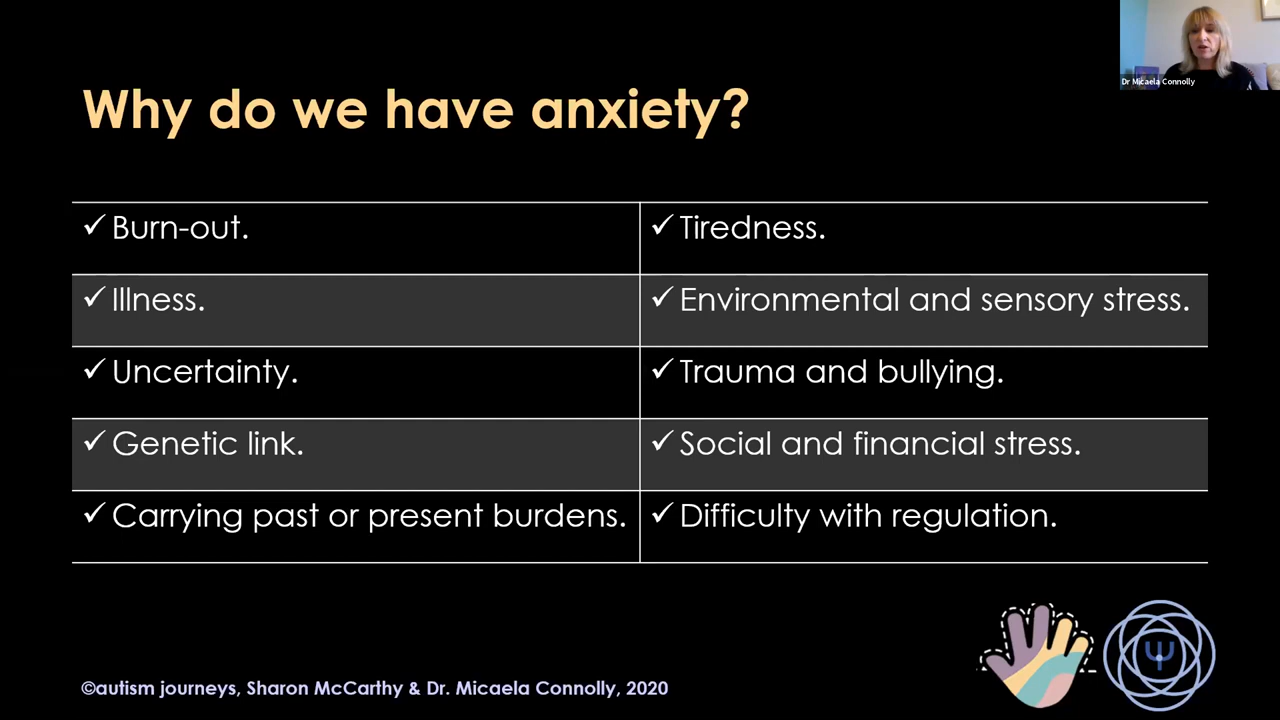 Dr Micaela Connolly
Why do we have anxiety?
✓ Burn-out.
✓ Tiredness.
✓ Illness.
✓ Environmental and sensory stress.
✓ Uncertainty.
✓ Trauma and bullying.
✓ Genetic link.
✓ Social and financial stress.
✓ Carrying past or present burdens.
✓ Difficulty with regulation.
Ψ
©autism journeys, Sharon McCarthy & Dr. Micaela Connolly, 2020